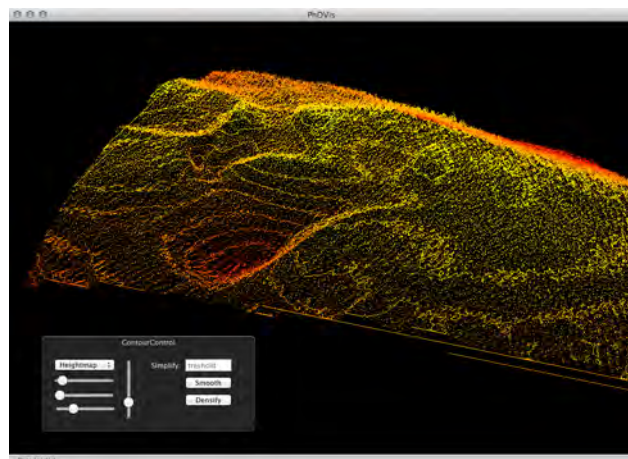 PhDVis
ContourControl
Heightmap
Simplify treshold
Smooth
Densify